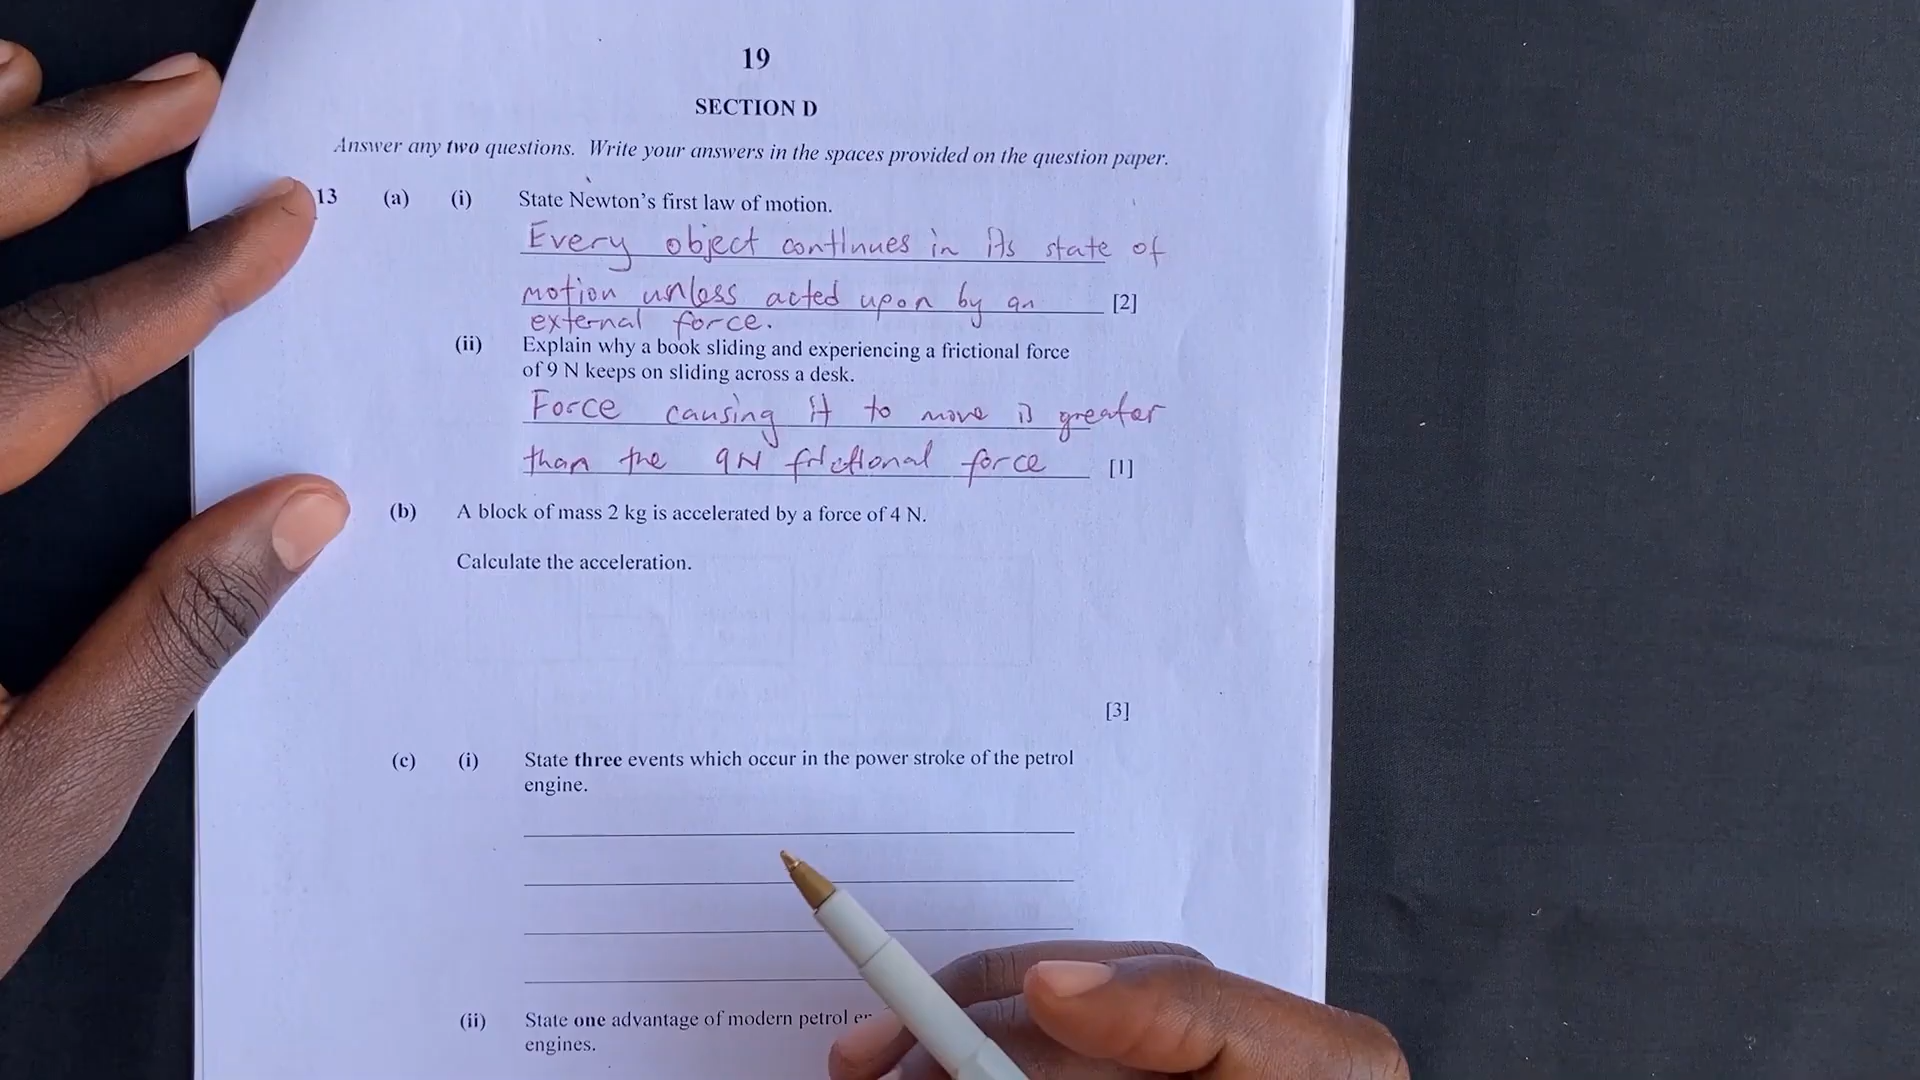 19
SECTION D
Answer any two questions. Write your answers in the spaces provided on the question paper.
13 (a) (i) State Newton's first law of motion.
Every object continues in its state of
motion unless acted upon by an [2]
external force.
(ii) Explain why a book sliding and experiencing a frictional force
of 9 N keeps on sliding across a desk.
Force causing it to move is greater
than the 9N frictional force [1]
(b) A block of mass 2 kg is accelerated by a force of 4 N.
Calculate the acceleration.
[3]
(c) (i) State three events which occur in the power stroke of the petrol
engine.
(ii) State one advantage of modern petrol
engines.